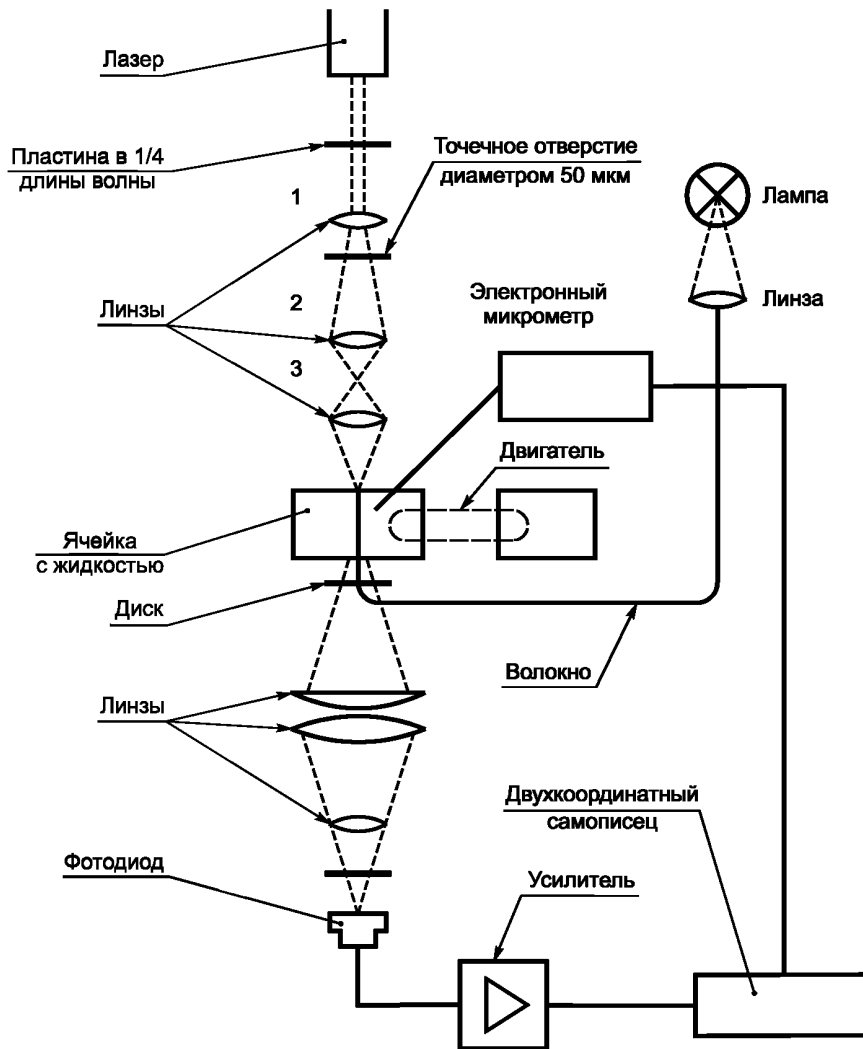 Лазер
Пластина в 1/4
длины волны
Точечное отверстие
диаметром 50 мкм
1
Лампа
Линзы
2
Электронный
микрометр
Линза
3
Двигатель
Ячейка
с жидкостью
Диск
Волокно
Линзы
Двухкоординатный
самописец
Фотодиод
Усилитель